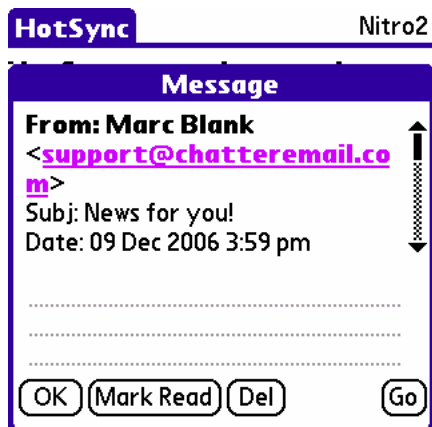 HotSync Nitro2
Message
From: Marc Blank
<support@chatteremail.co
m>
Subj: News for you!
Date: 09 Dec 2006 3:59 pm
OK Mark Read Del Go